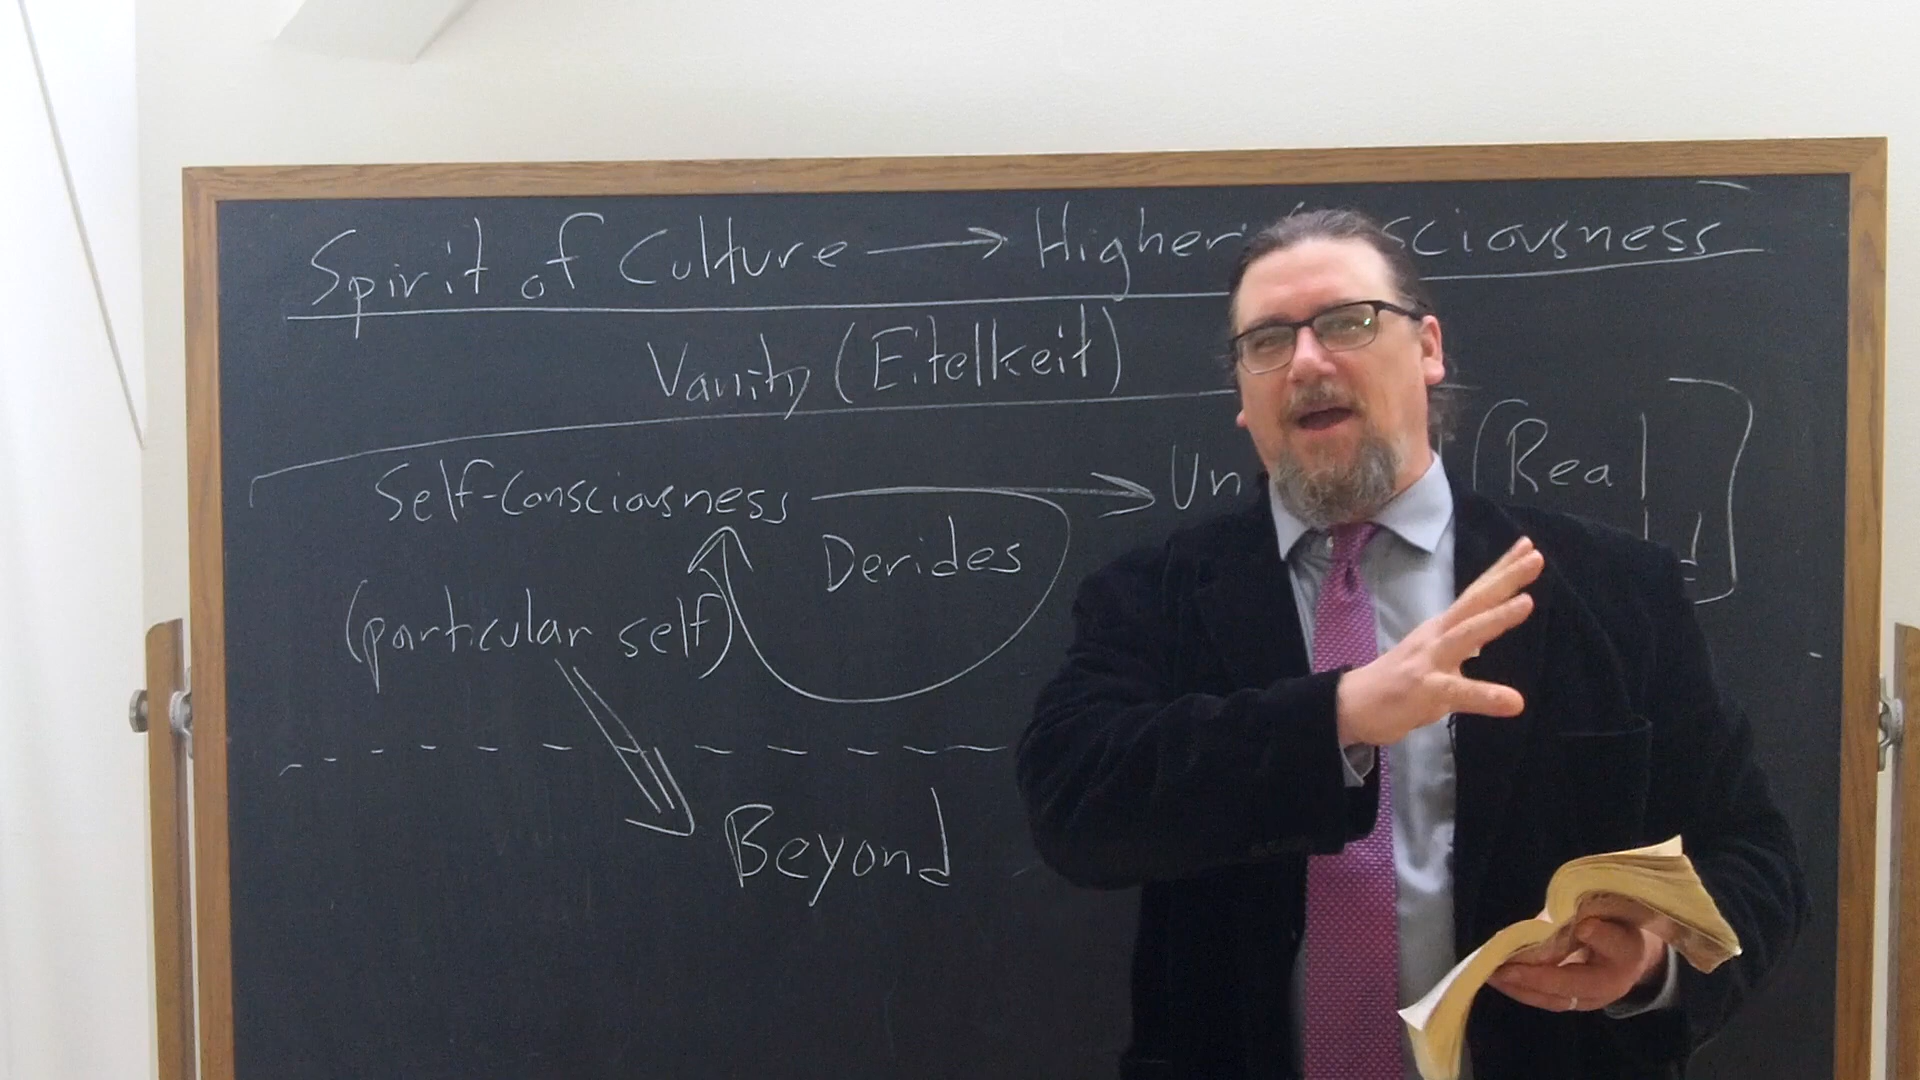 Spirit of Culture → Higher sciousness
Vanity (Eitelkeit)
Self-Consciousness → Un (Real
Derides
(particular self)
Beyond